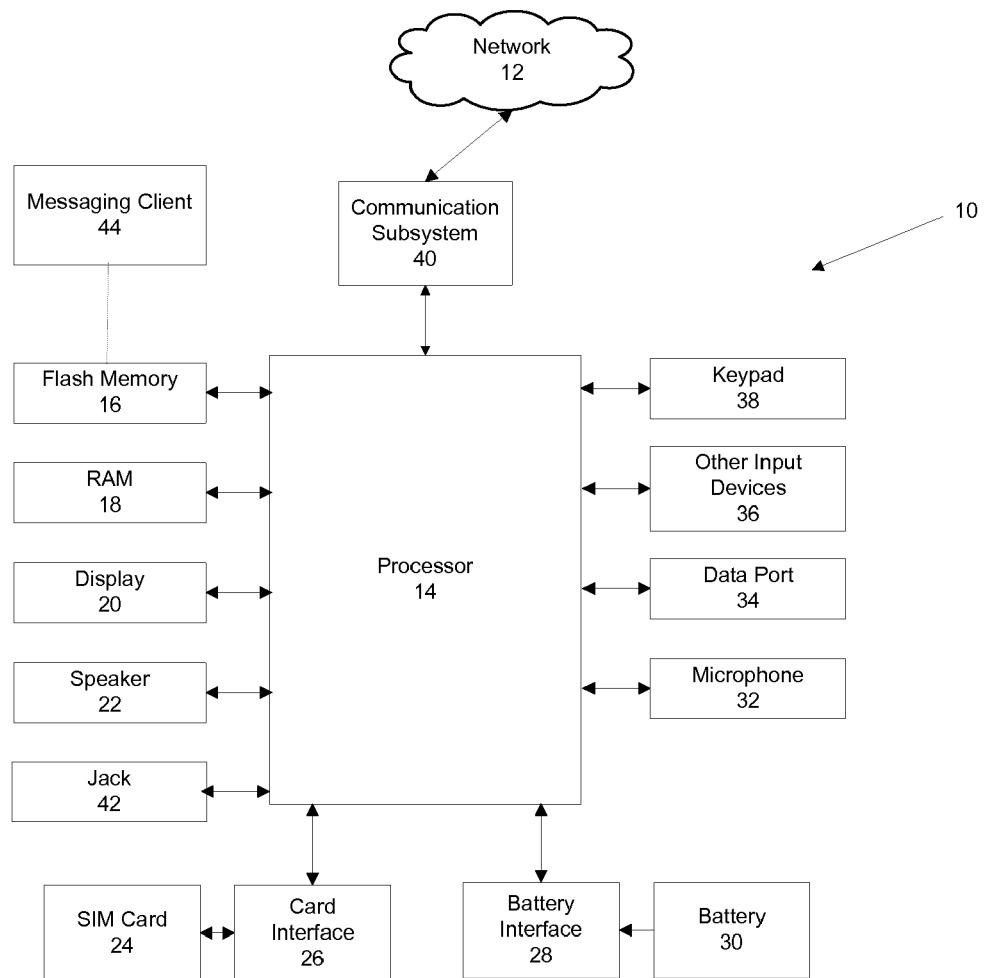 Network
12
Messaging Client
44
Communication
Subsystem
40
10
Flash Memory
16
Keypad
38
RAM
18
Other Input
Devices
36
Processor
14
Display
20
Data Port
34
Speaker
22
Microphone
32
Jack
42
SIM Card
24
Card
Interface
26
Battery
Interface
28
Battery
30